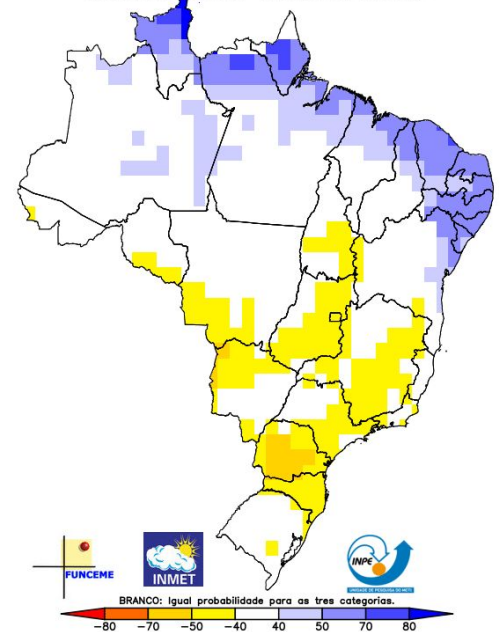 FUNCEME
INMET
INPE
UNIDADE DE PESQUISA DO MCTI
BRANCO: Igual probabilidade para as tres categorias.
-80 -70 -50 -40 40 50 70 80